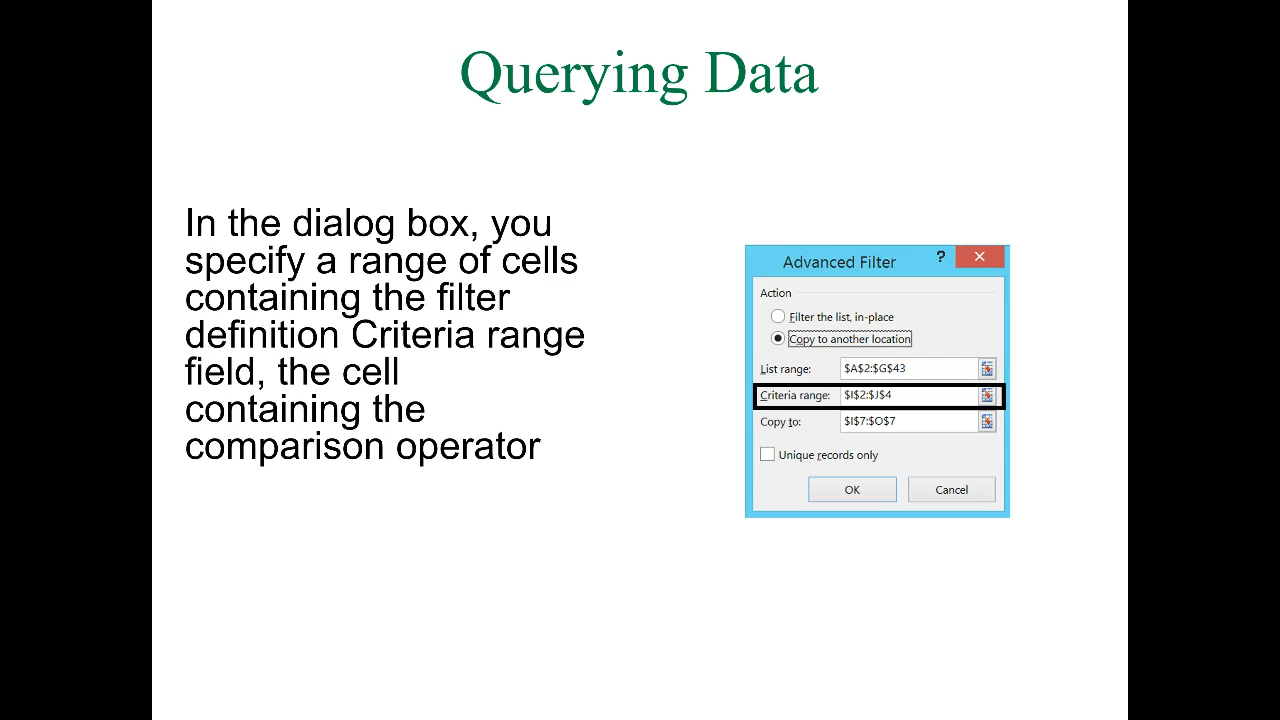 Querying Data
In the dialog box, you
specify a range of cells
containing the filter
definition Criteria range
field, the cell
containing the
comparison operator
Advanced Filter ?
Action
Filter the list, in-place
Copy to another location
List range: $A$2:$G$43
Criteria range: $I$2:$J$4
Copy to: $I$7:$O$7
Unique records only
OK Cancel